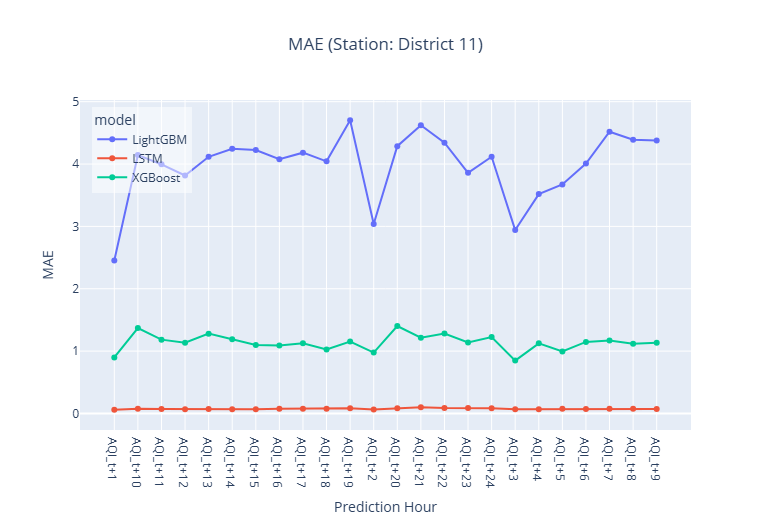 MAE (Station: District 11)
model
LightGBM
LSTM
XGBoost
MAE
5
4
3
2
1
0
AQI_t+1
AQI_t+10
AQI_t+11
AQI_t+12
AQI_t+13
AQI_t+14
AQI_t+15
AQI_t+16
AQI_t+17
AQI_t+18
AQI_t+19
AQI_t+2
AQI_t+20
AQI_t+21
AQI_t+22
AQI_t+23
AQI_t+24
AQI_t+3
AQI_t+4
AQI_t+5
AQI_t+6
AQI_t+7
AQI_t+8
AQI_t+9
Prediction Hour